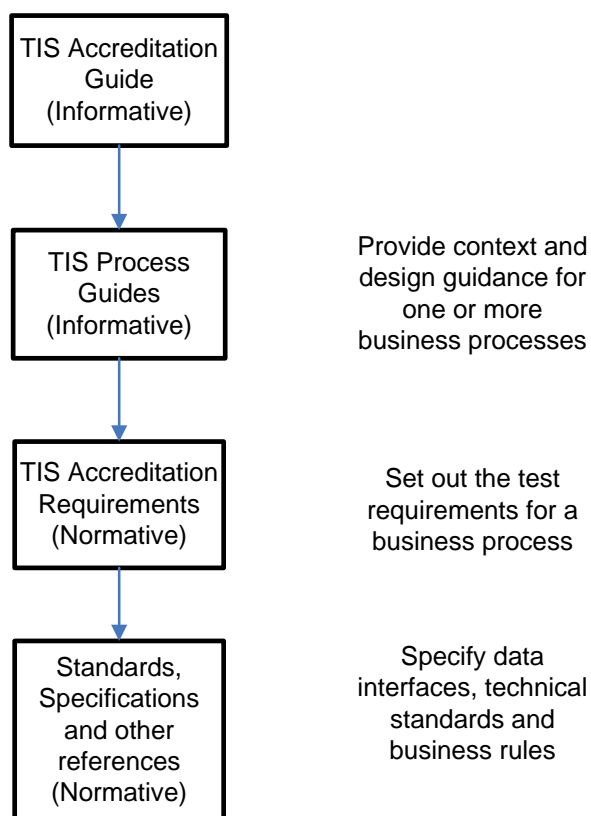 TIS Accreditation
Guide
(Informative)
TIS Process
Guides
(Informative)
Provide context and
design guidance for
one or more
business processes
TIS Accreditation
Requirements
(Normative)
Set out the test
requirements for a
business process
Standards,
Specifications
and other
references
(Normative)
Specify data
interfaces, technical
standards and
business rules